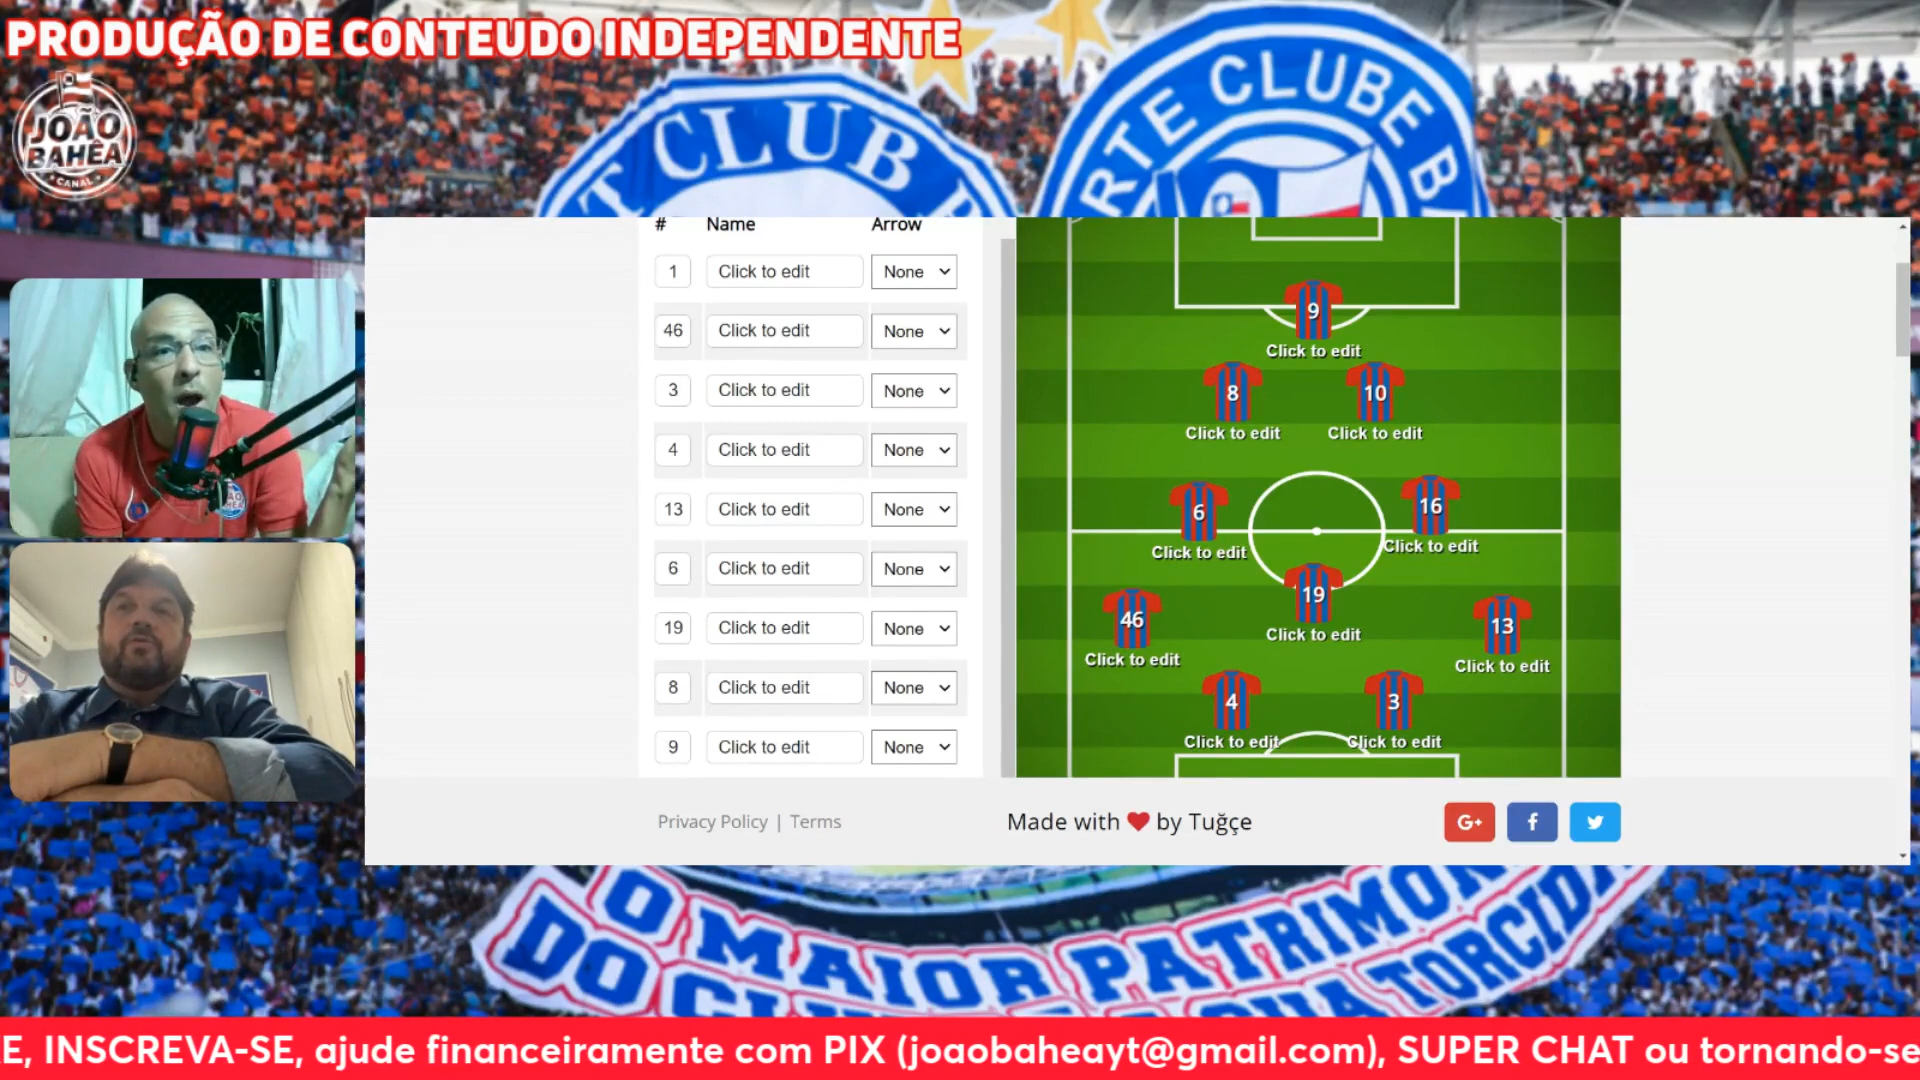 PRODUÇÃO DE CONTEUDO INDEPENDENTE
JOÃO
BAHÊA
CANAL
T CLUB
RTE CLUBE B
# Name Arrow
1 Click to edit None
46 Click to edit None
3 Click to edit None
4 Click to edit None
13 Click to edit None
6 Click to edit None
19 Click to edit None
8 Click to edit None
9 Click to edit None
9
Click to edit
8 10
Click to edit Click to edit
6 16
Click to edit Click to edit
19
Click to edit
46 13
Click to edit Click to edit
4 3
Click to edit Click to edit
Privacy Policy | Terms
Made with ❤ by Tuğçe
G+ f
O MAIOR PATRIMON
DO CLU SUA TORCIDA
E, INSCREVA-SE, ajude financeiramente com PIX (joaobaheayt@gmail.com), SUPER CHAT ou tornando-se